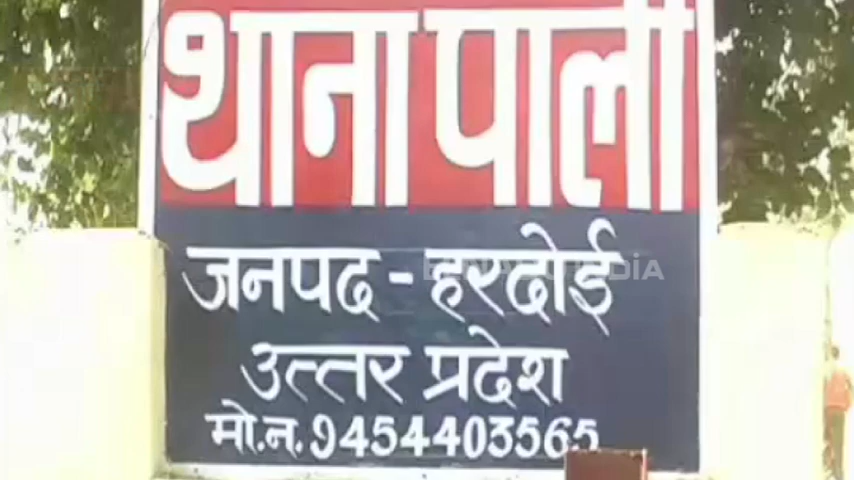 थाना पाली
जनपद - हरदोई
उत्तर प्रदेश
मो.न. 9454403565